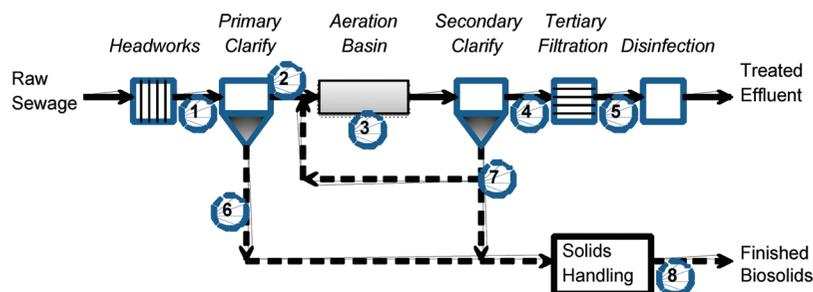 Primary
Clarify
Aeration
Basin
Secondary
Clarify
Tertiary
Filtration
Headworks
Disinfection
Raw
Sewage
Treated
Effluent
1
2
3
4
5
6
7
8
Solids
Handling
Finished
Biosolids